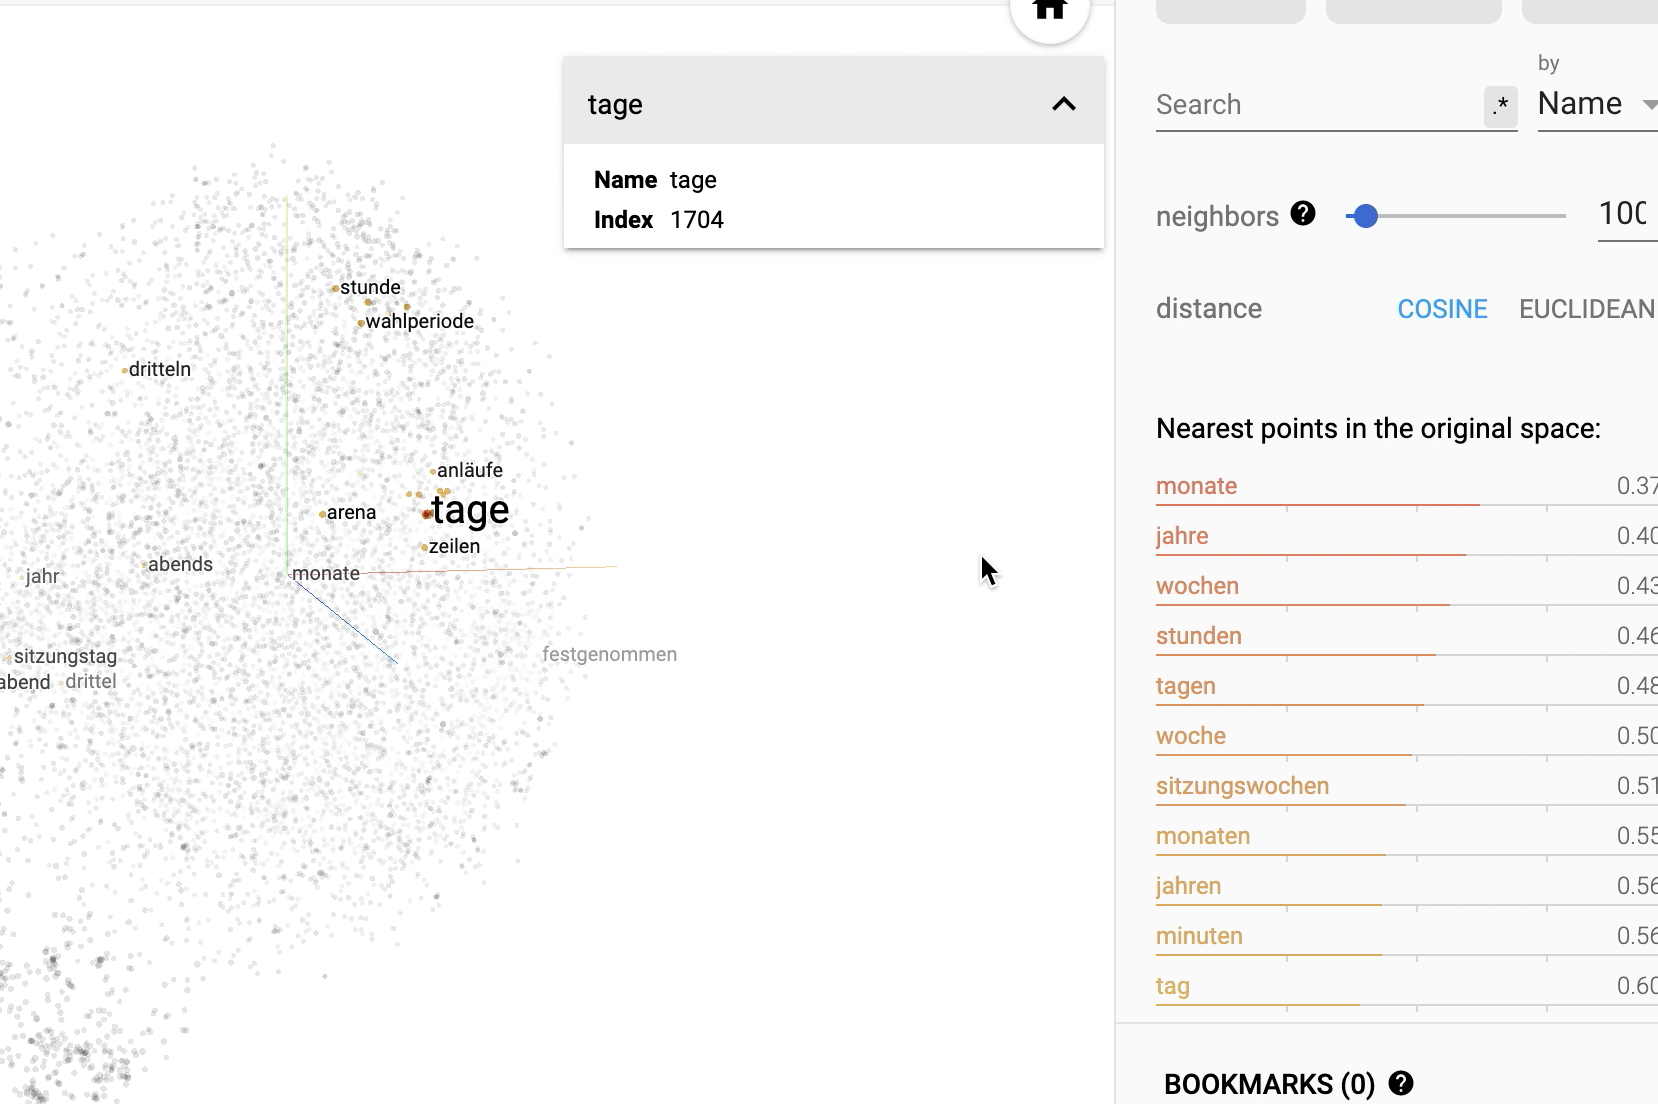 tage
Name tage
Index 1704
stunde
wahlperiode
dritteln
anläufe
arena
tage
zeilen
abends
monate
jahr
sitzungstag
abend
drittel
festgenommen
by
Search
.*
Name
neighbors
100
distance
COSINE
EUCLIDEAN
Nearest points in the original space:
monate 0.37
jahre 0.40
wochen 0.43
stunden 0.46
tagen 0.48
woche 0.50
sitzungswochen 0.51
monaten 0.55
jahren 0.56
minuten 0.56
tag 0.60
BOOKMARKS (0)